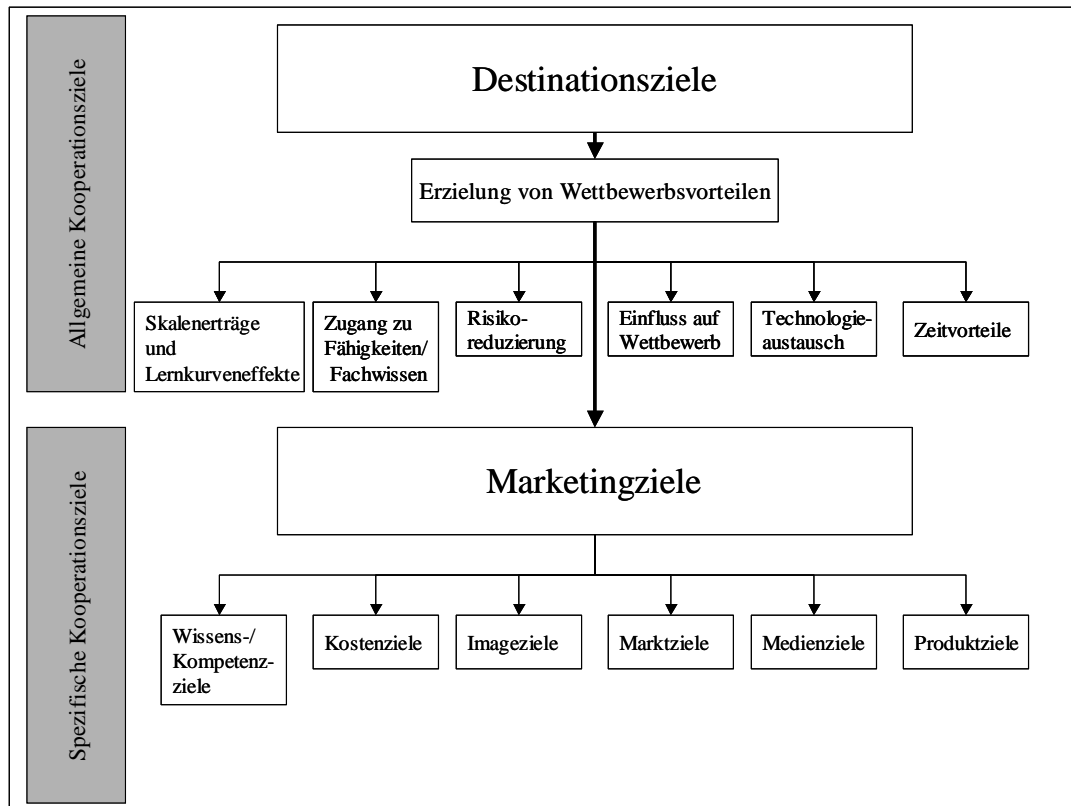 Allgemeine Kooperationsziele
Destinationsziele
Erzielung von Wettbewerbsvorteilen
Skalenerträge
und
Lernkurveneffekte
Zugang zu
Fähigkeiten/
Fachwissen
Risiko-
reduzierung
Einfluss auf
Wettbewerb
Technologie-
austausch
Zeitvorteile
Spezifische Kooperationsziele
Marketingziele
Wissens-/
Kompetenz-
ziele
Kostenziele
Imageziele
Marktziele
Medienziele
Produktziele